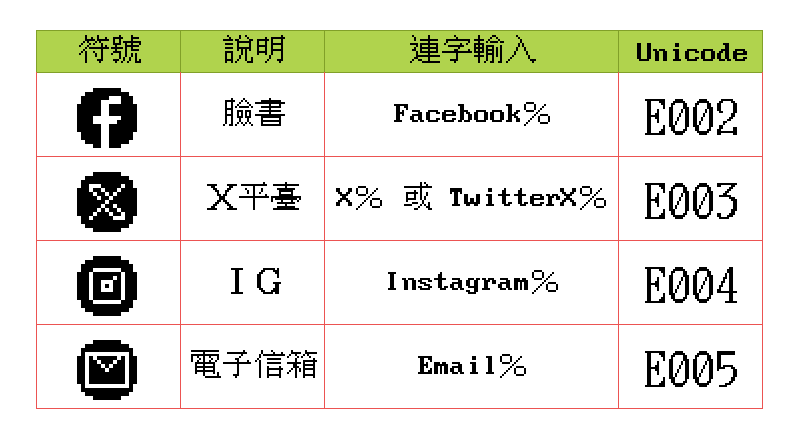 符號 說明 連字輸入 Unicode
臉書 Facebook% E002
X平臺 X% 或 TwitterX% E003
IG Instagram% E004
電子信箱 Email% E005